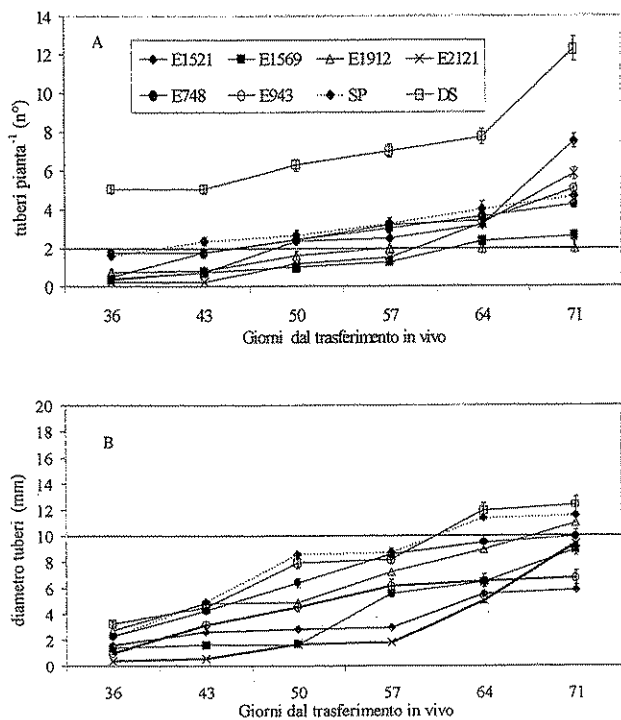 14
12
10
8
6
4
2
0
tuberi pianta⁻¹ (n°)
A
E1521 E1569 E1912 E2121
E748 E943 SP DS
36 43 50 57 64 71
Giorni dal trasferimento in vivo
20
18
16
14
12
10
8
6
4
2
0
diametro tuberi (mm)
B
36 43 50 57 64 71
Giorni dal trasferimento in vivo